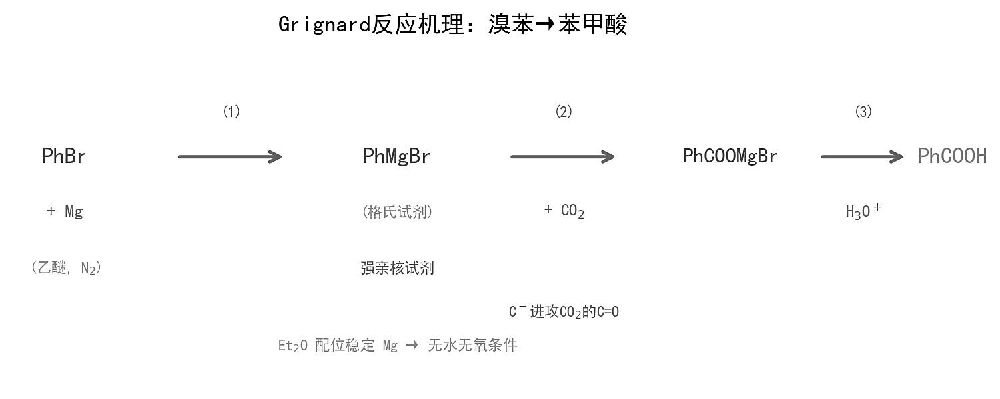 Grignard反应机理：溴苯→苯甲酸
(1) (2) (3)
PhBr → PhMgBr → PhCOOMgBr → PhCOOH
+ Mg (格氏试剂) + CO₂ H₃O⁺
(乙醚, N₂) 强亲核试剂
C⁻进攻CO₂的C=O
Et₂O 配位稳定 Mg → 无水无氧条件